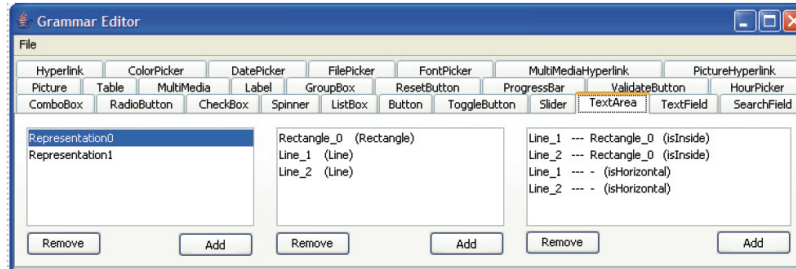 Grammar Editor
File
Hyperlink ColorPicker DatePicker FilePicker FontPicker MultiMediaHyperlink PictureHyperlink
Picture Table MultiMedia Label GroupBox ResetButton ProgressBar ValidateButton HourPicker
ComboBox RadioButton CheckBox Spinner ListBox Button ToggleButton Slider TextArea TextField SearchField
Representation0 Rectangle_0 (Rectangle) Line_1 --- Rectangle_0 (isInside)
Representation1 Line_1 (Line) Line_2 --- Rectangle_0 (isInside)
Line_2 (Line) Line_1 --- - (isHorizontal)
Line_2 --- - (isHorizontal)
Remove Add Remove Add Remove Add